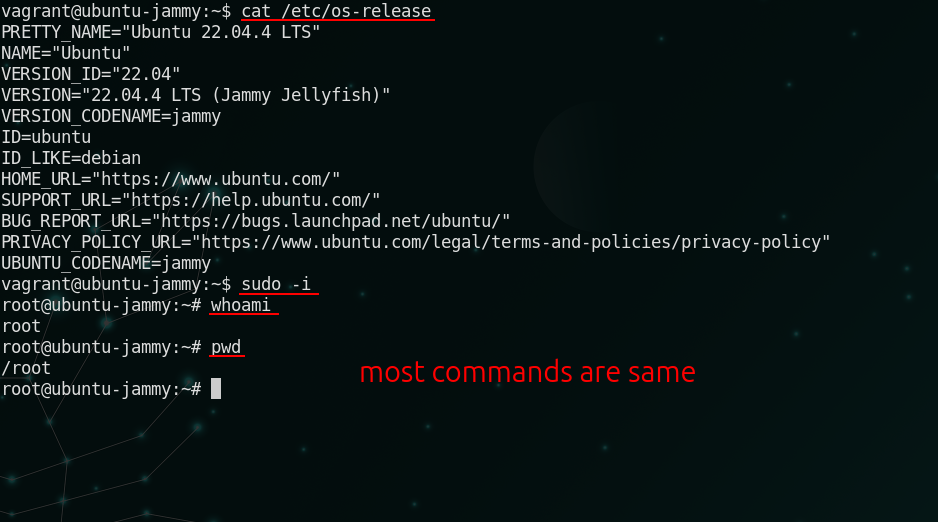 vagrant@ubuntu-jammy:~$ cat /etc/os-release
PRETTY_NAME="Ubuntu 22.04.4 LTS"
NAME="Ubuntu"
VERSION_ID="22.04"
VERSION="22.04.4 LTS (Jammy Jellyfish)"
VERSION_CODENAME=jammy
ID=ubuntu
ID_LIKE=debian
HOME_URL="https://www.ubuntu.com/"
SUPPORT_URL="https://help.ubuntu.com/"
BUG_REPORT_URL="https://bugs.launchpad.net/ubuntu/"
PRIVACY_POLICY_URL="https://www.ubuntu.com/legal/terms-and-policies/privacy-policy"
UBUNTU_CODENAME=jammy
vagrant@ubuntu-jammy:~$ sudo -i
root@ubuntu-jammy:~# whoami
root
root@ubuntu-jammy:~# pwd
/root
most commands are same
root@ubuntu-jammy:~#